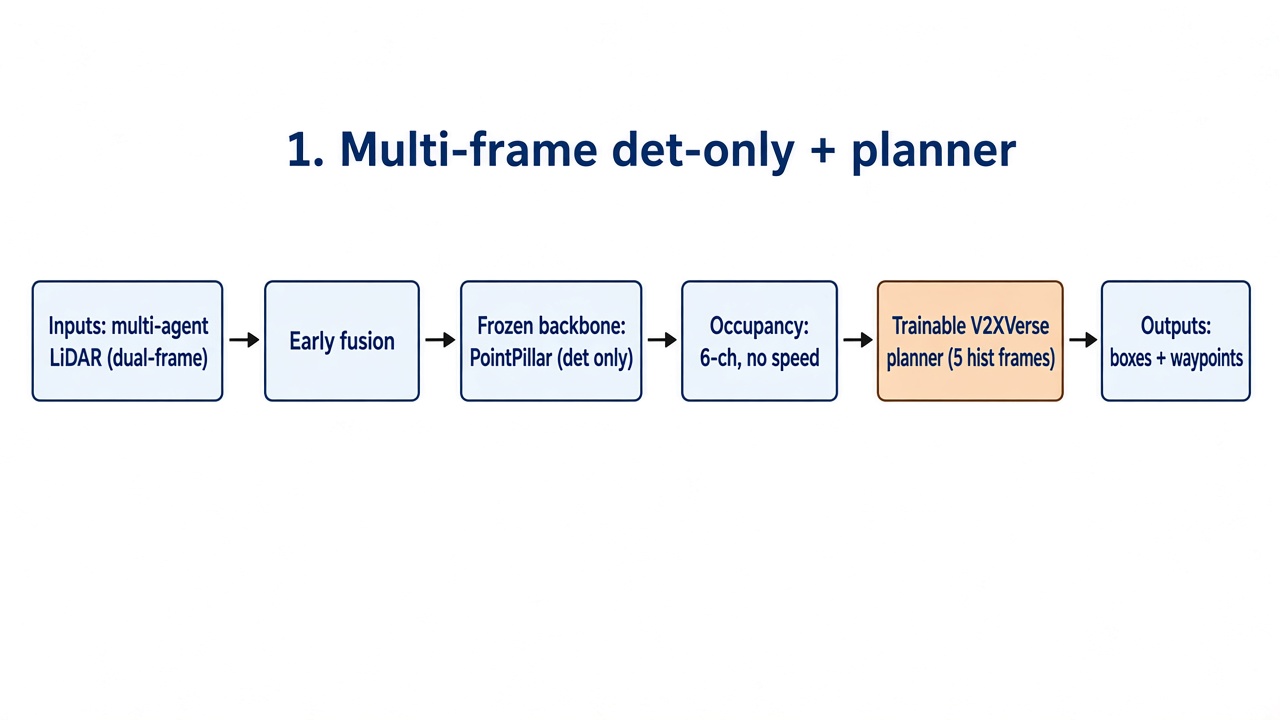 1. Multi-frame det-only + planner
Inputs: multi-agent
LiDAR (dual-frame)
Early fusion
Frozen backbone:
PointPillar (det only)
Occupancy:
6-ch, no speed
Trainable V2XVerse
planner (5 hist frames)
Outputs:
boxes + waypoints